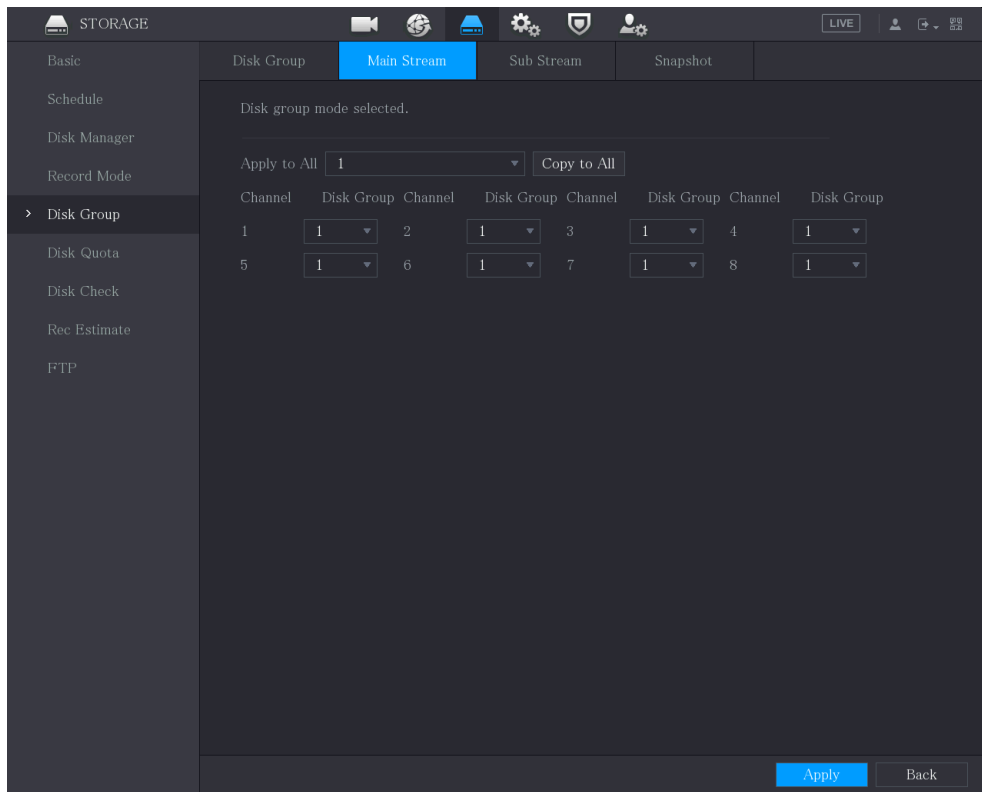 STORAGE LIVE
Basic
Schedule
Disk Manager
Record Mode
Disk Group
Disk Quota
Disk Check
Rec Estimate
FTP
Disk Group Main Stream Sub Stream Snapshot
Disk group mode selected.
Apply to All 1 Copy to All
Channel Disk Group Channel Disk Group Channel Disk Group Channel Disk Group
1 1 2 1 3 1 4 1
5 1 6 1 7 1 8 1
Apply Back